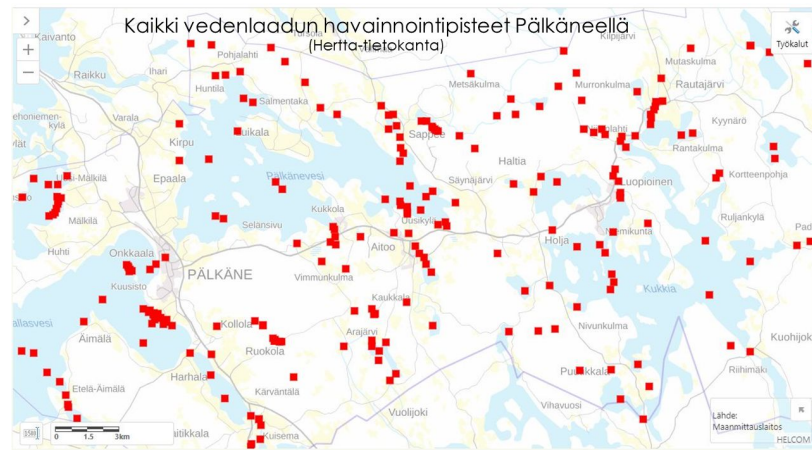 Kaikki vedenlaadun havainnointipisteet Pälkäneellä
(Hertta-tietokanta)
Kaivanto
Pohjalahti
Kilpijärvi
Mutaskulma
Työkalut
Raikku
Ihari
Huntila
Metsäkulma
Murronkulma
Rautajärvi
Salmentaka
Varala
Kyynärö
Kirpu
Kuikala
Sappee
Haltia
Rantakulma
Epaala
Pälkänevesi
Säynäjärvi
Luopioinen
Kortteenpohja
Mälkilä
Kukkola
Selansivu
Uusikylä
Ruljankylä
Huhti
Onkkaala
Aitoo
Holja
PÄLKÄNE
Vimmunkulma
Kuusisto
Kaukkala
Kukkia
Kollola
Arajärvi
Nivunkulma
Äimälä
Ruokola
Kuohijoki
Harhala
Riihimäki
Etelä-Äimälä
Kärväntälä
Vihavuosi
Vuolijoki
Lähde:
Maanmittauslaitos
0 1.5 3km
Kuisema
HELCOM